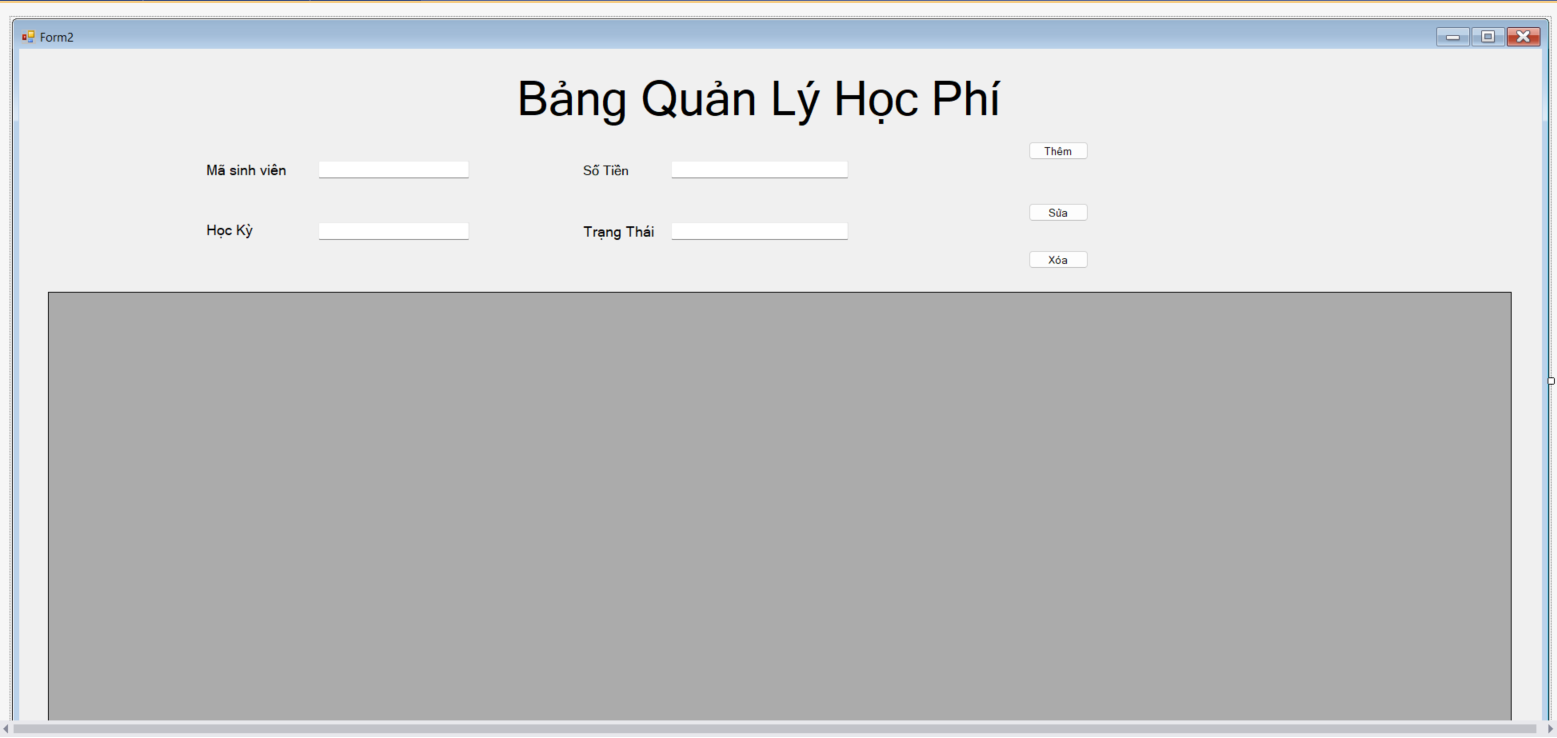 Form2
Bảng Quản Lý Học Phí
Mã sinh viên
Số Tiền
Thêm
Học Kỳ
Trạng Thái
Sửa
Xóa